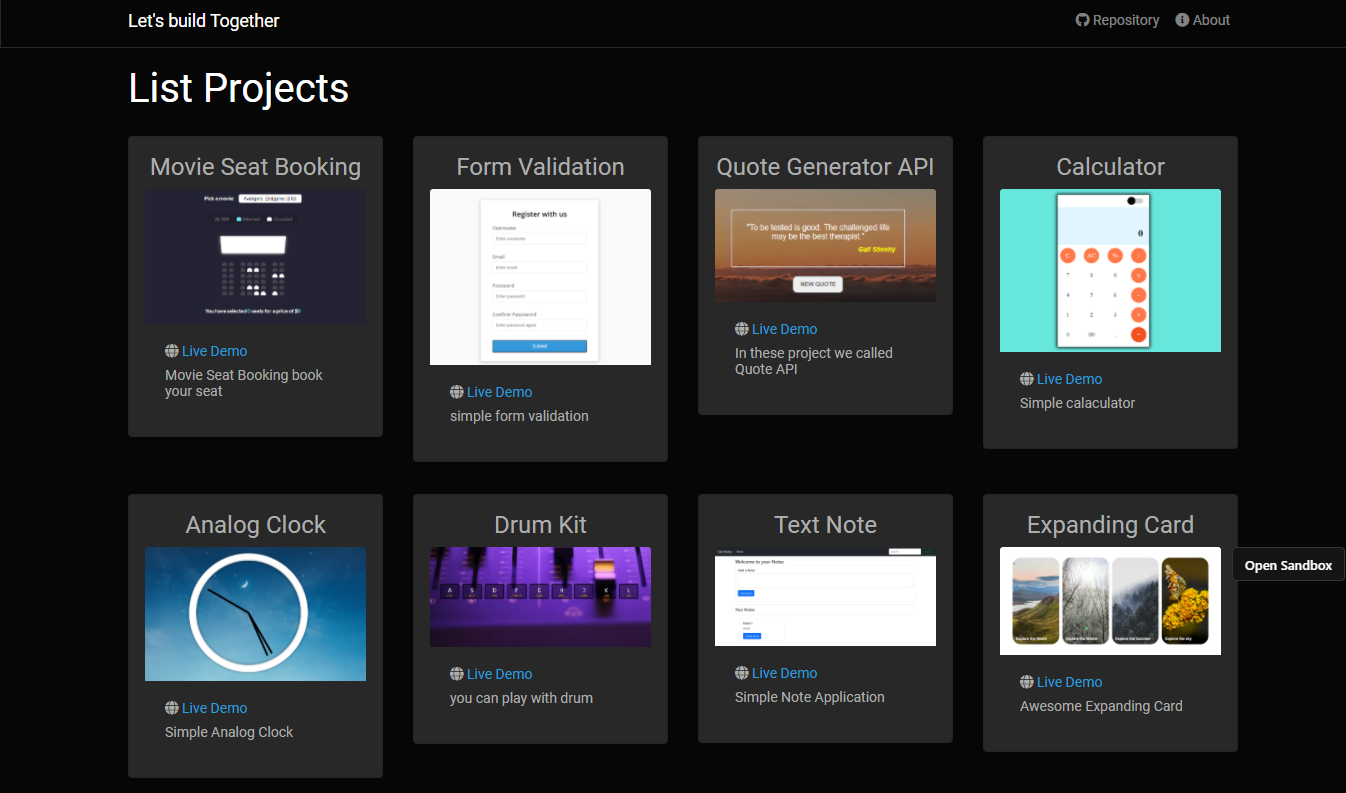 Let's build Together
Repository
About
List Projects
Movie Seat Booking
Pick a movie:
Avengers: Endgame ($10)
N/A
Selected
Occupied
You have selected 0 seats for a price of $0
Live Demo
Movie Seat Booking book
your seat
Form Validation
Register with us
Username
Enter username
Email
Enter email
Password
Enter password
Confirm Password
Enter password again
Submit
Live Demo
simple form validation
Quote Generator API
"To be tested is good. The challenged life
may be the best therapist."
Gail Sheehy
NEW QUOTE
Live Demo
In these project we called
Quote API
Calculator
0
C AC %
7 8 9
4 5 6
1 2 3
0 00 .
Live Demo
Simple calaculator
Analog Clock
Live Demo
Simple Analog Clock
Drum Kit
A S D F E H J K L
Live Demo
you can play with drum
Text Note
Welcome to your Notes
Add a Note
Your Notes
Note 1
Live Demo
Simple Note Application
Expanding Card
Explore the World
Explore the Winter
Explore the Summer
Explore the sky
Live Demo
Awesome Expanding Card
Open Sandbox